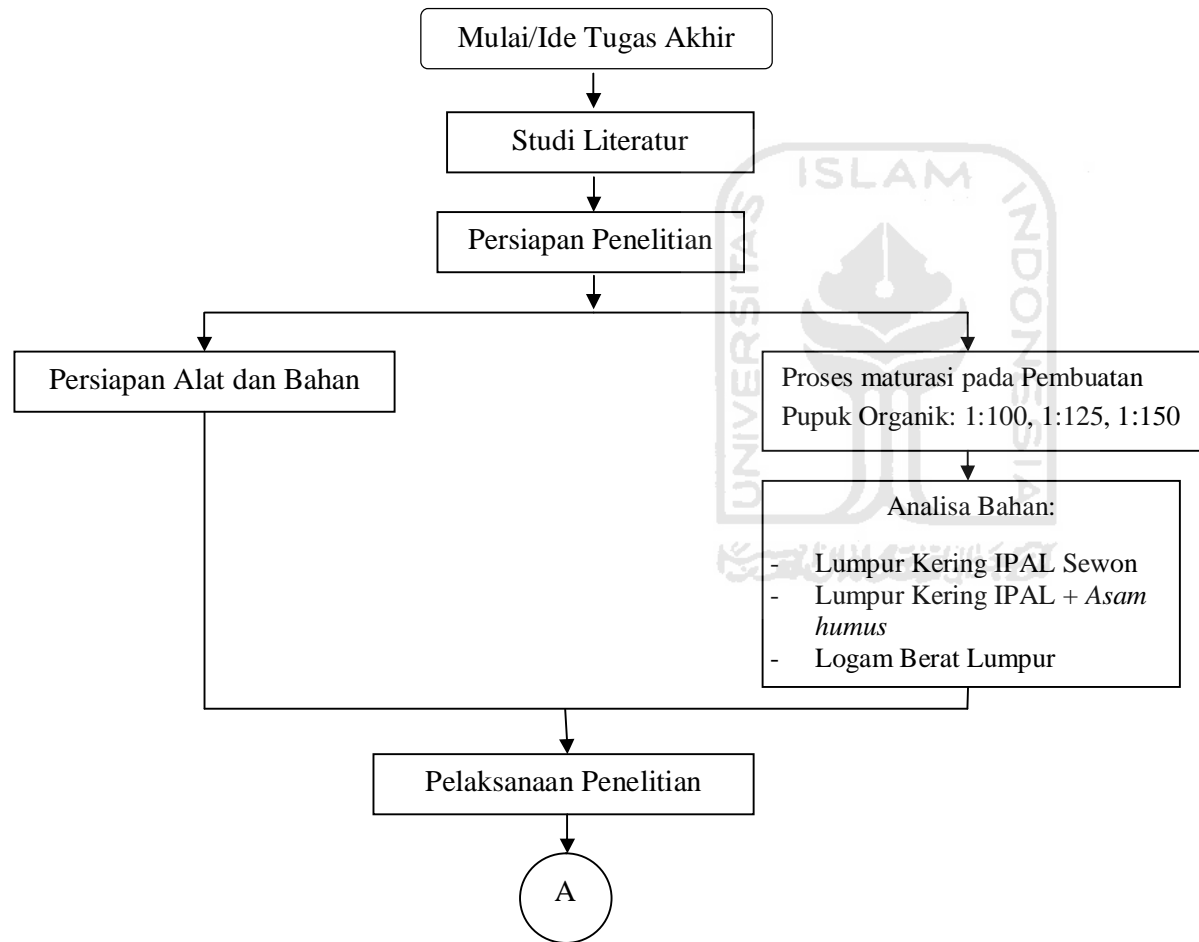 Mulai/Ide Tugas Akhir
Studi Literatur
Persiapan Penelitian
Persiapan Alat dan Bahan
Proses maturasi pada Pembuatan
Pupuk Organik: 1:100, 1:125, 1:150
Analisa Bahan:
- Lumpur Kering IPAL Sewon
- Lumpur Kering IPAL + Asam
humus
- Logam Berat Lumpur
Pelaksanaan Penelitian
A
UNIVERSITAS
ISLAM
INDONESIA